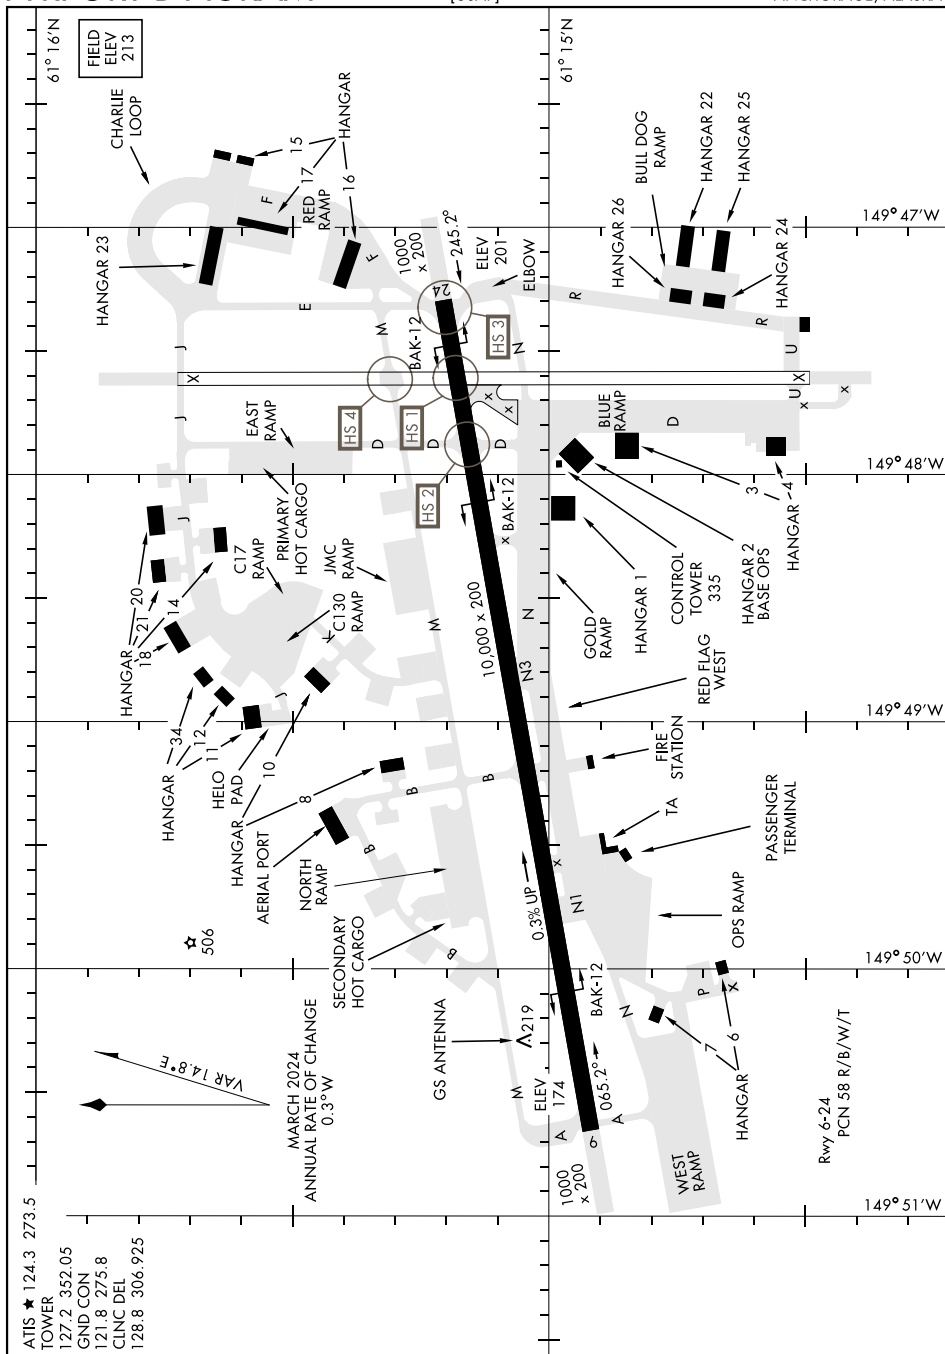 ATIS ★ 124.3 273.5
TOWER
127.2 352.05
GND CON
121.8 275.8
CLNC DEL
128.8 306.925
FIELD
ELEV
213
61° 16'N
61° 15'N
149° 47'W
149° 48'W
149° 49'W
149° 50'W
149° 51'W
VAR 14.8° E
MARCH 2024
ANNUAL RATE OF CHANGE
0.3° W
506
CHARLIE
LOOP
HANGAR 23
HANGAR
15
17
16
RED
RAMP
F
F
E
J
J
J
J
X
X
M
M
M
1000
x 200
245.2°
24
ELEV
201
ELBOW
BAK-12
HS 3
HS 4
HS 1
HS 2
N
R
R
U
U
HANGAR 26
BULL DOG
RAMP
HANGAR 22
HANGAR 25
HANGAR 24
EAST
RAMP
PRIMARY
HOT CARGO
C17
RAMP
JMC
RAMP
C130
RAMP
K
D
D
D
D
x
x
x
x
x
x
BLUE
RAMP
BAK-12
HANGAR
20
21
14
18
HANGAR
34
12
11
HELO
PAD
HANGAR
10
8
AERIAL PORT
NORTH
RAMP
SECONDARY
HOT CARGO
B
B
B
B
10,000 x 200
N
N3
GOLD
RAMP
HANGAR 1
CONTROL
TOWER
335
HANGAR 2
BASE OPS
HANGAR
3
4
RED FLAG
WEST
FIRE
STATION
TA
PASSENGER
TERMINAL
OPS RAMP
0.3% UP
N1
GS ANTENNA
219
BAK-12
N
P
X
HANGAR
7
6
ELEV
174
065.2°
6
A
A
1000
x 200
WEST
RAMP
Rwy 6-24
PCN 58 R/B/W/T